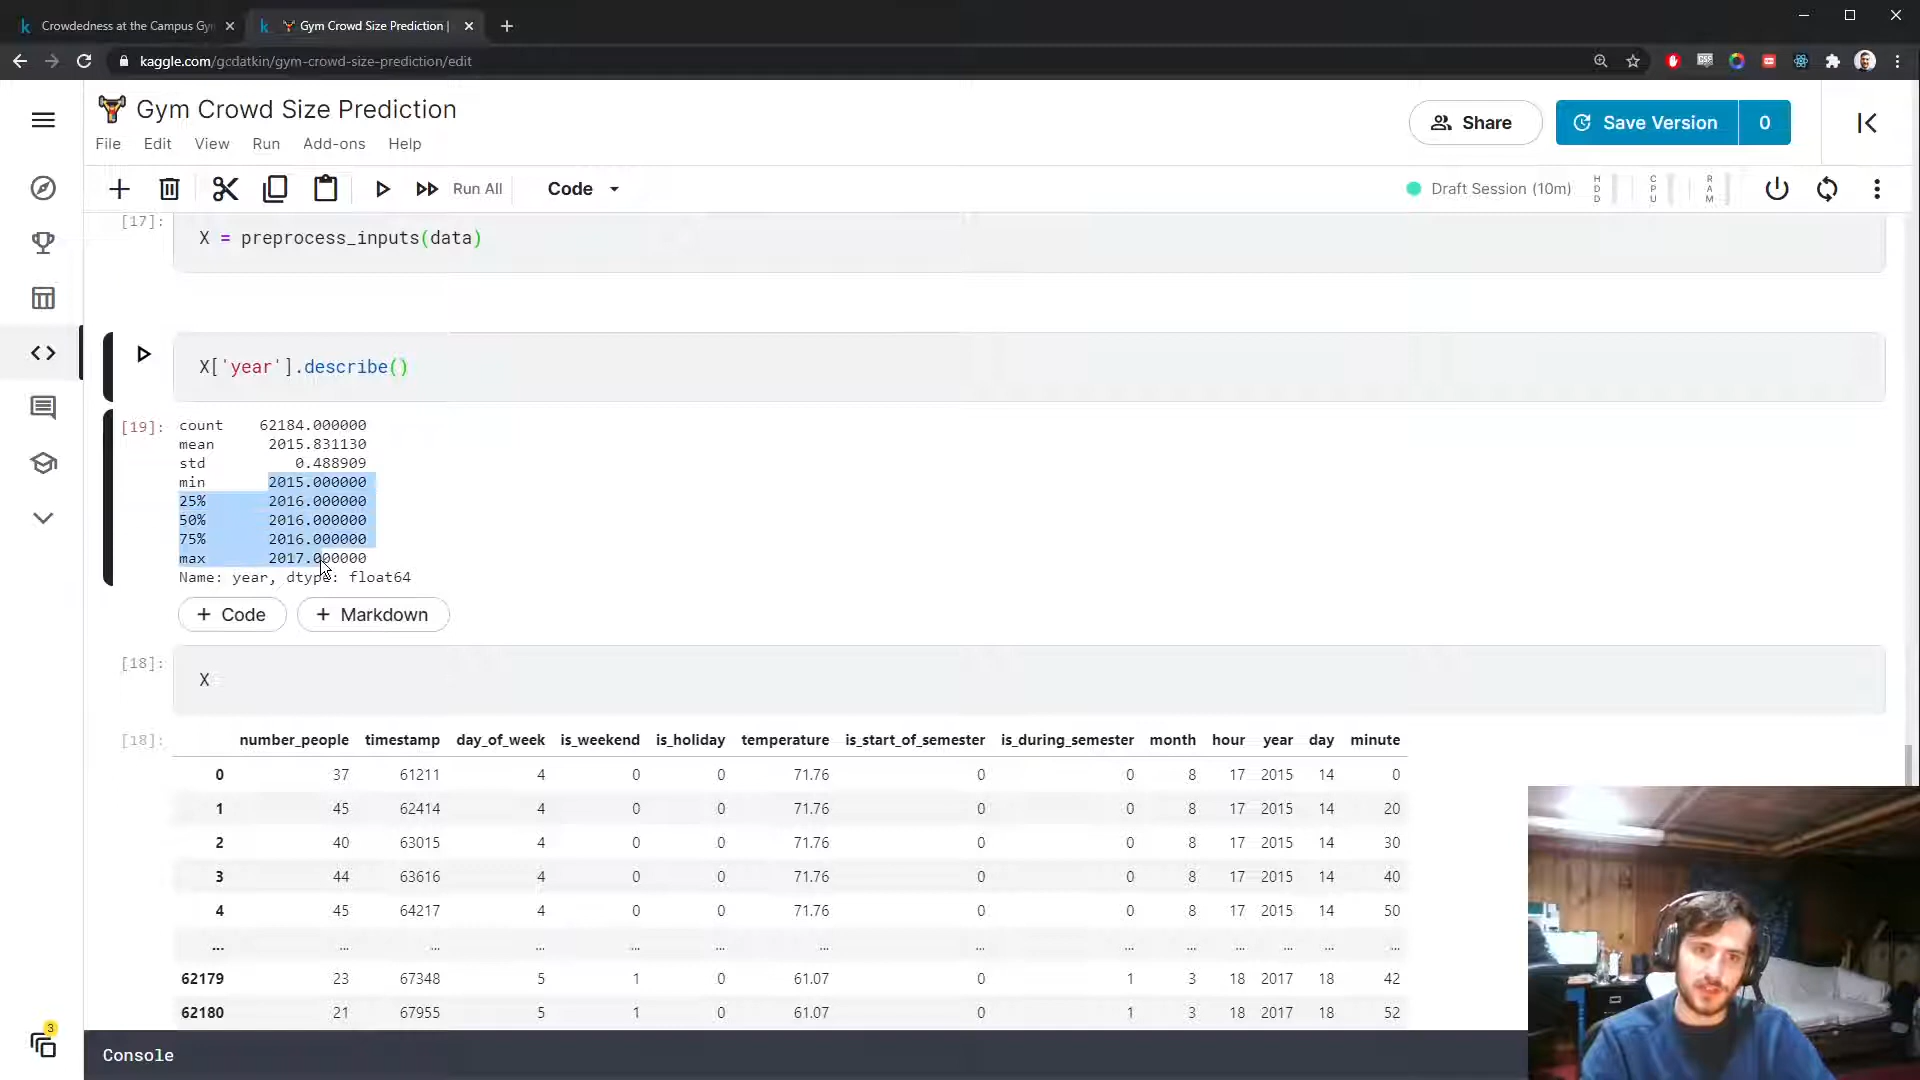 Crowdedness at the Campus Gy
Gym Crowd Size Prediction |
kaggle.com/gcdatkin/gym-crowd-size-prediction/edit
Gym Crowd Size Prediction
File Edit View Run Add-ons Help
Share
Save Version 0
Run All
Code
Draft Session (10m)
HDD
CPU
RAM
[17]:
X = preprocess_inputs(data)
X['year'].describe()
[19]:
count 62184.000000
mean 2015.831130
std 0.488909
min 2015.000000
25% 2016.000000
50% 2016.000000
75% 2016.000000
max 2017.000000
Name: year, dtype: float64
+ Code + Markdown
[18]:
X
[18]:
number_people timestamp day_of_week is_weekend is_holiday temperature is_start_of_semester is_during_semester month hour year day minute
0 37 61211 4 0 0 71.76 0 0 8 17 2015 14 0
1 45 62414 4 0 0 71.76 0 0 8 17 2015 14 20
2 40 63015 4 0 0 71.76 0 0 8 17 2015 14 30
3 44 63616 4 0 0 71.76 0 0 8 17 2015 14 40
4 45 64217 4 0 0 71.76 0 0 8 17 2015 14 50
... ... ... ... ... ... ... ... ... ... ... ... ... ...
62179 23 67348 5 1 0 61.07 0 1 3 18 2017 18 42
62180 21 67955 5 1 0 61.07 0 1 3 18 2017 18 52
3
Console